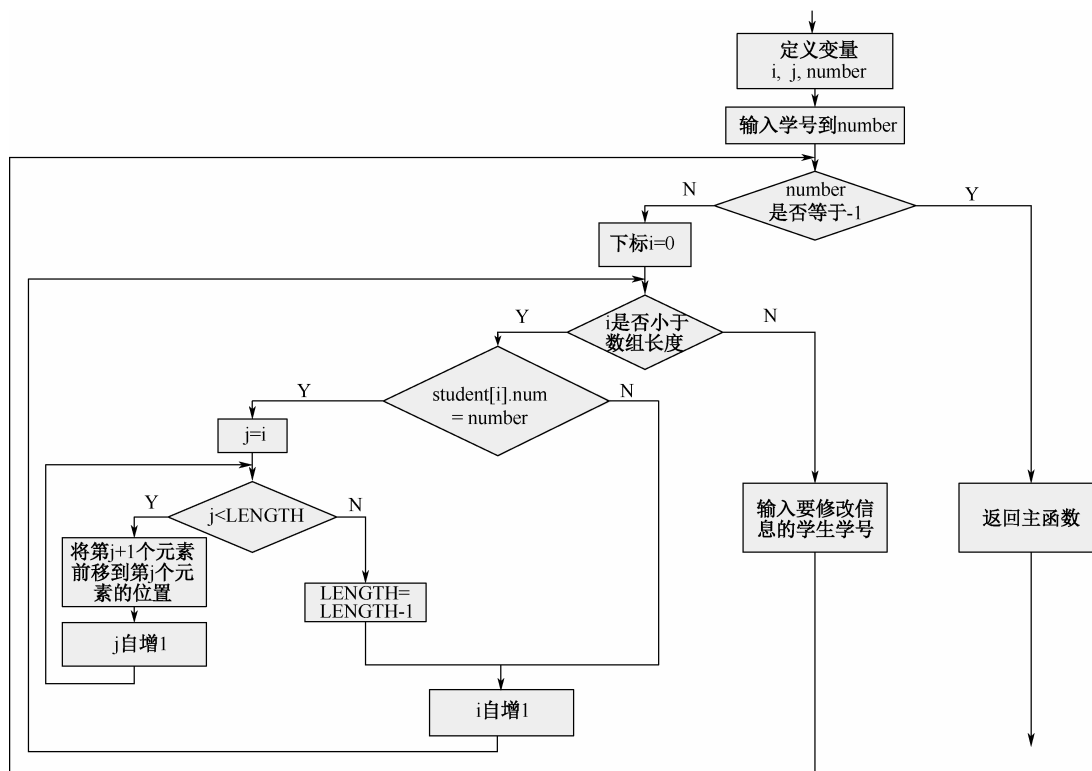 定义变量
i, j, number
输入学号到number
number
是否等于-1
N
Y
下标i=0
i是否小于
数组长度
Y
N
student[i].num
= number
Y
N
j=i
j<LENGTH
Y
N
将第j+1个元素
前移到第j个元
素的位置
j自增1
LENGTH=
LENGTH-1
i自增1
输入要修改信
息的学生学号
返回主函数